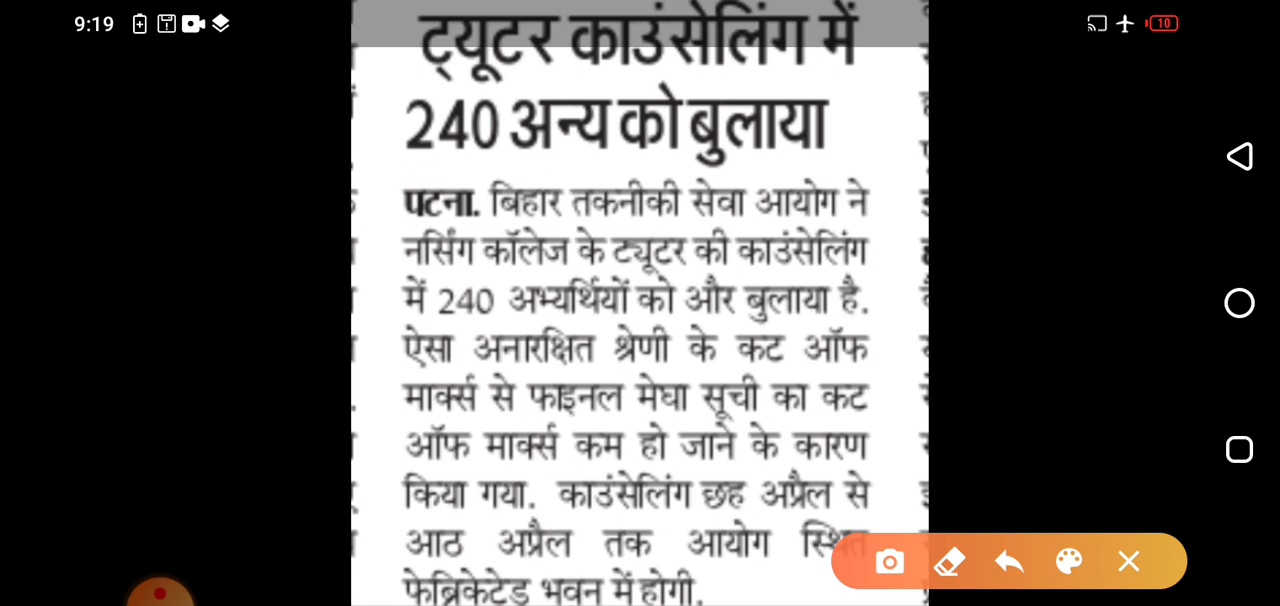 9:19
10
ट्यूटर काउंसेलिंग में
240 अन्य को बुलाया
पटना. बिहार तकनीकी सेवा आयोग ने
नर्सिंग कॉलेज के ट्यूटर की काउंसेलिंग
में 240 अभ्यर्थियों को और बुलाया है.
ऐसा अनारक्षित श्रेणी के कट ऑफ
मार्क्स से फाइनल मेघा सूची का कट
ऑफ मार्क्स कम हो जाने के कारण
किया गया. काउंसेलिंग छह अप्रैल से
आठ अप्रैल तक आयोग स्थित
फेब्रिकेटेड भवन में होगी.